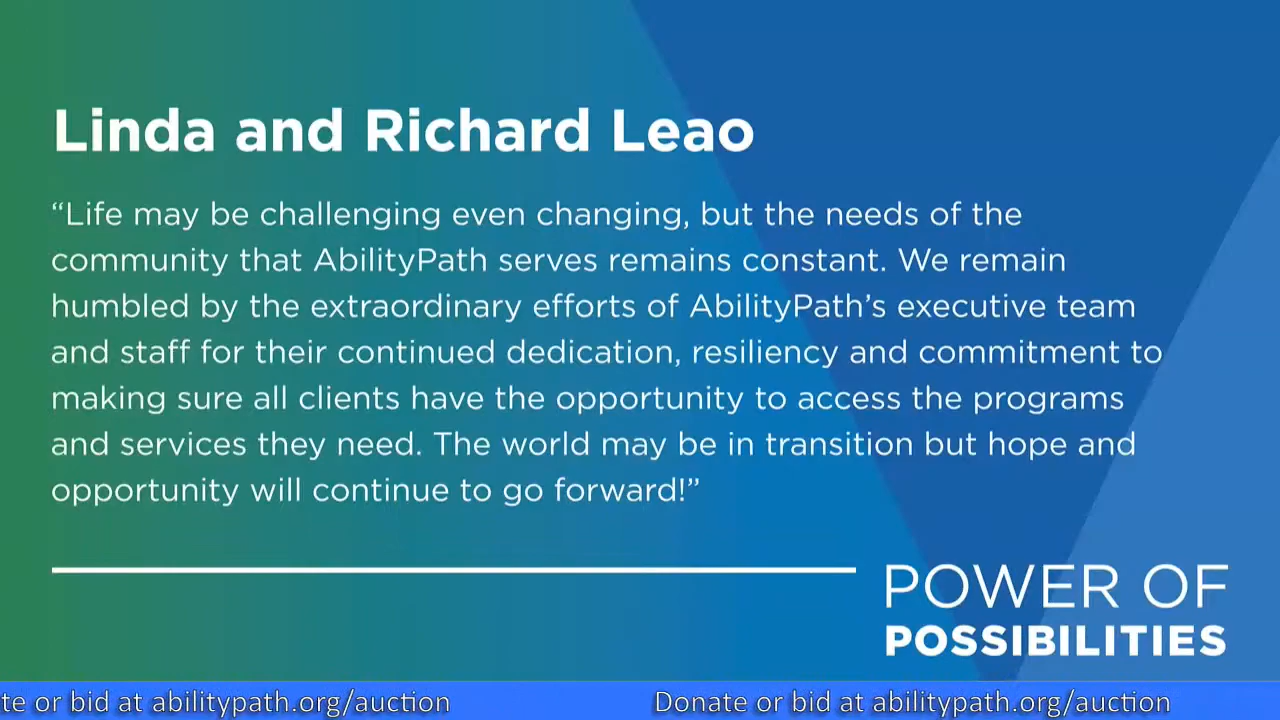 Linda and Richard Leao
“Life may be challenging even changing, but the needs of the
community that AbilityPath serves remains constant. We remain
humbled by the extraordinary efforts of AbilityPath’s executive team
and staff for their continued dedication, resiliency and commitment to
making sure all clients have the opportunity to access the programs
and services they need. The world may be in transition but hope and
opportunity will continue to go forward!”
POWER OF
POSSIBILITIES
te or bid at abilitypath.org/auction Donate or bid at abilitypath.org/auction